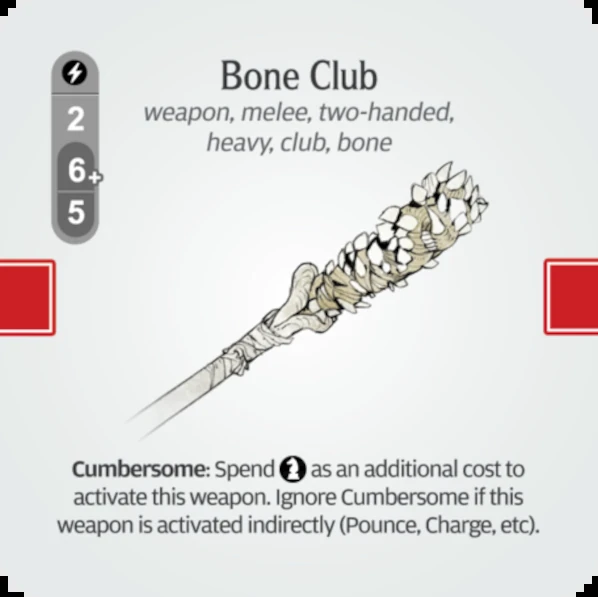 Bone Club
weapon, melee, two-handed,
heavy, club, bone
2
6+
5
Cumbersome: Spend as an additional cost to
activate this weapon. Ignore Cumbersome if this
weapon is activated indirectly (Pounce, Charge, etc).